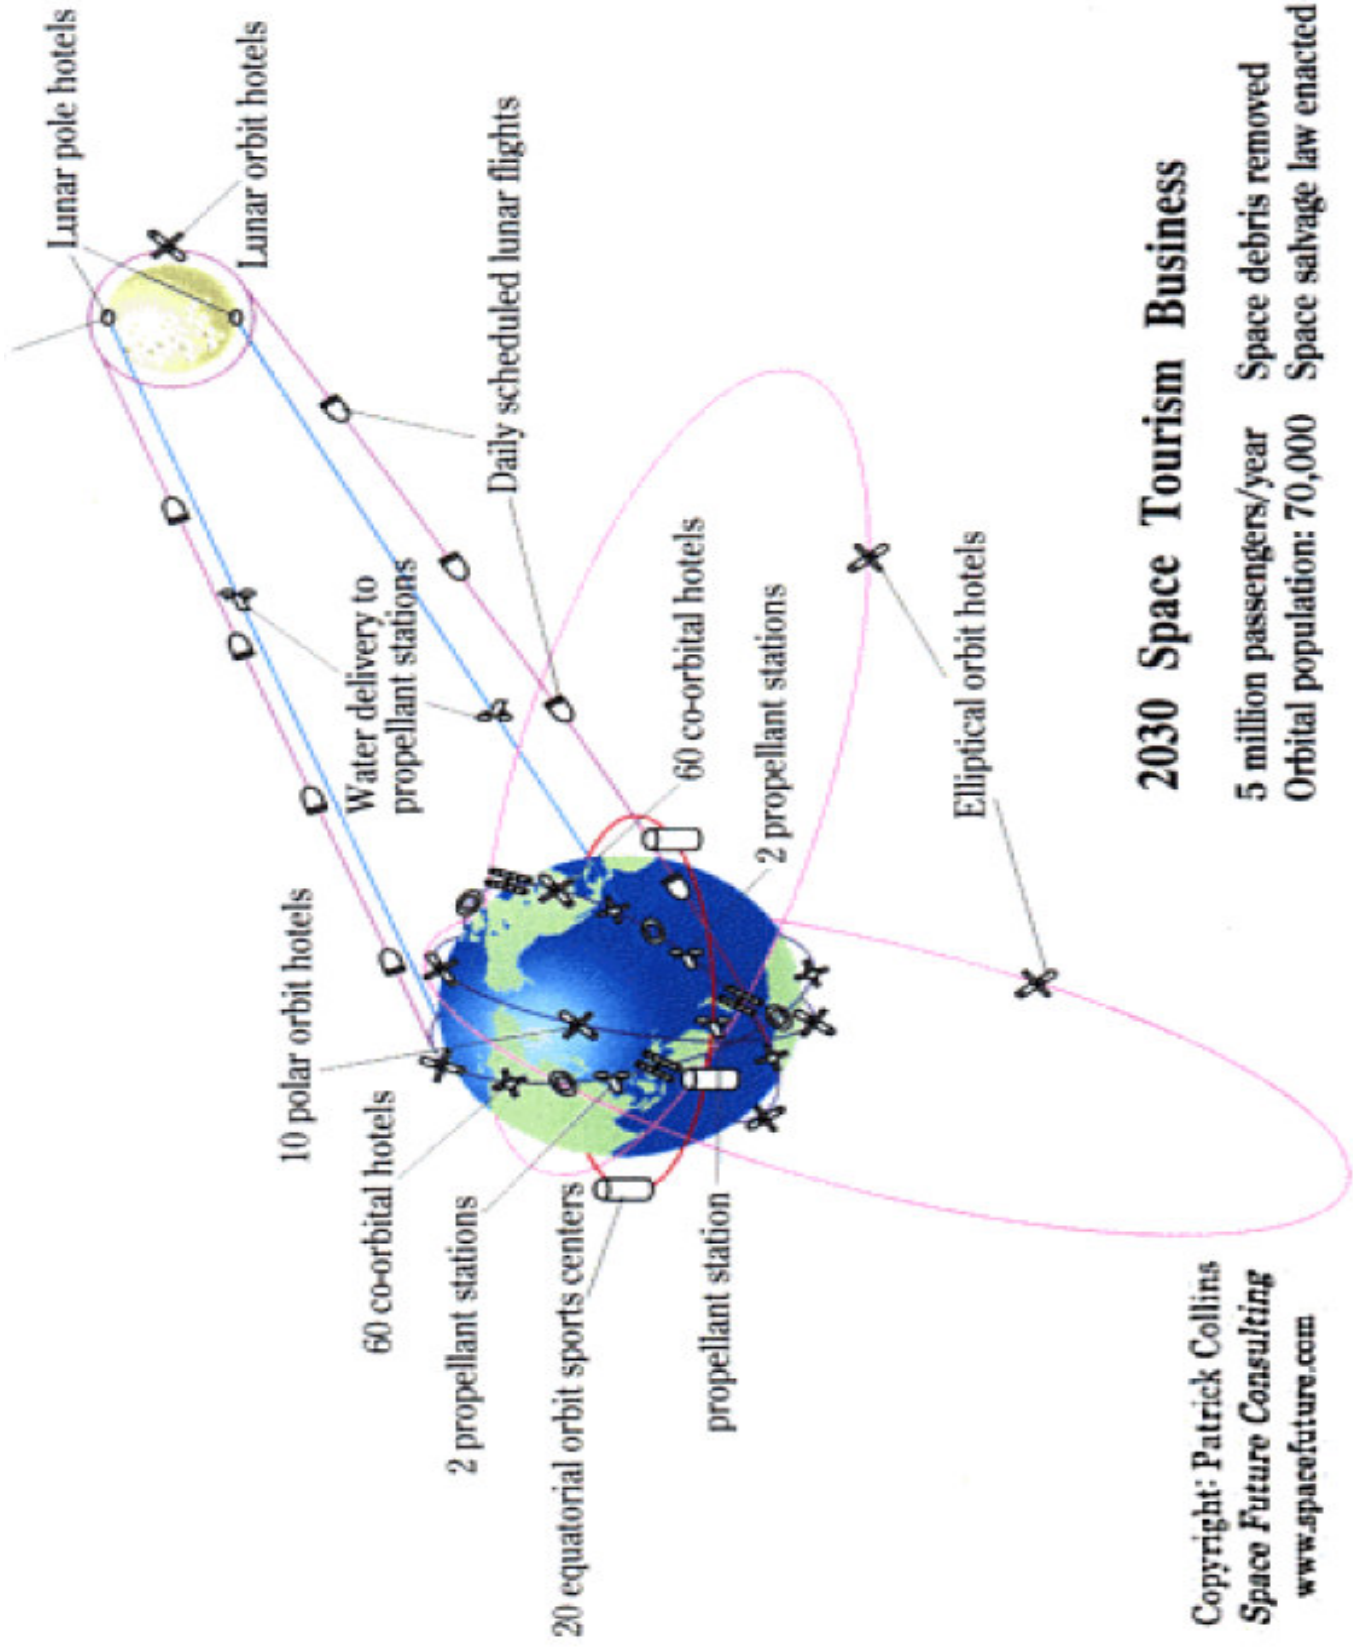 Lunar pole hotels
Lunar orbit hotels
Daily scheduled lunar flights
Water delivery to
propellant stations
10 polar orbit hotels
60 co-orbital hotels
60 co-orbital hotels
2 propellant stations
2 propellant stations
20 equatorial orbit sports centers
propellant station
Elliptical orbit hotels
2030 Space Tourism Business
5 million passengers/year Space debris removed
Orbital population: 70,000 Space salvage law enacted
Copyright: Patrick Collins
Space Future Consulting
www.spacefuture.com